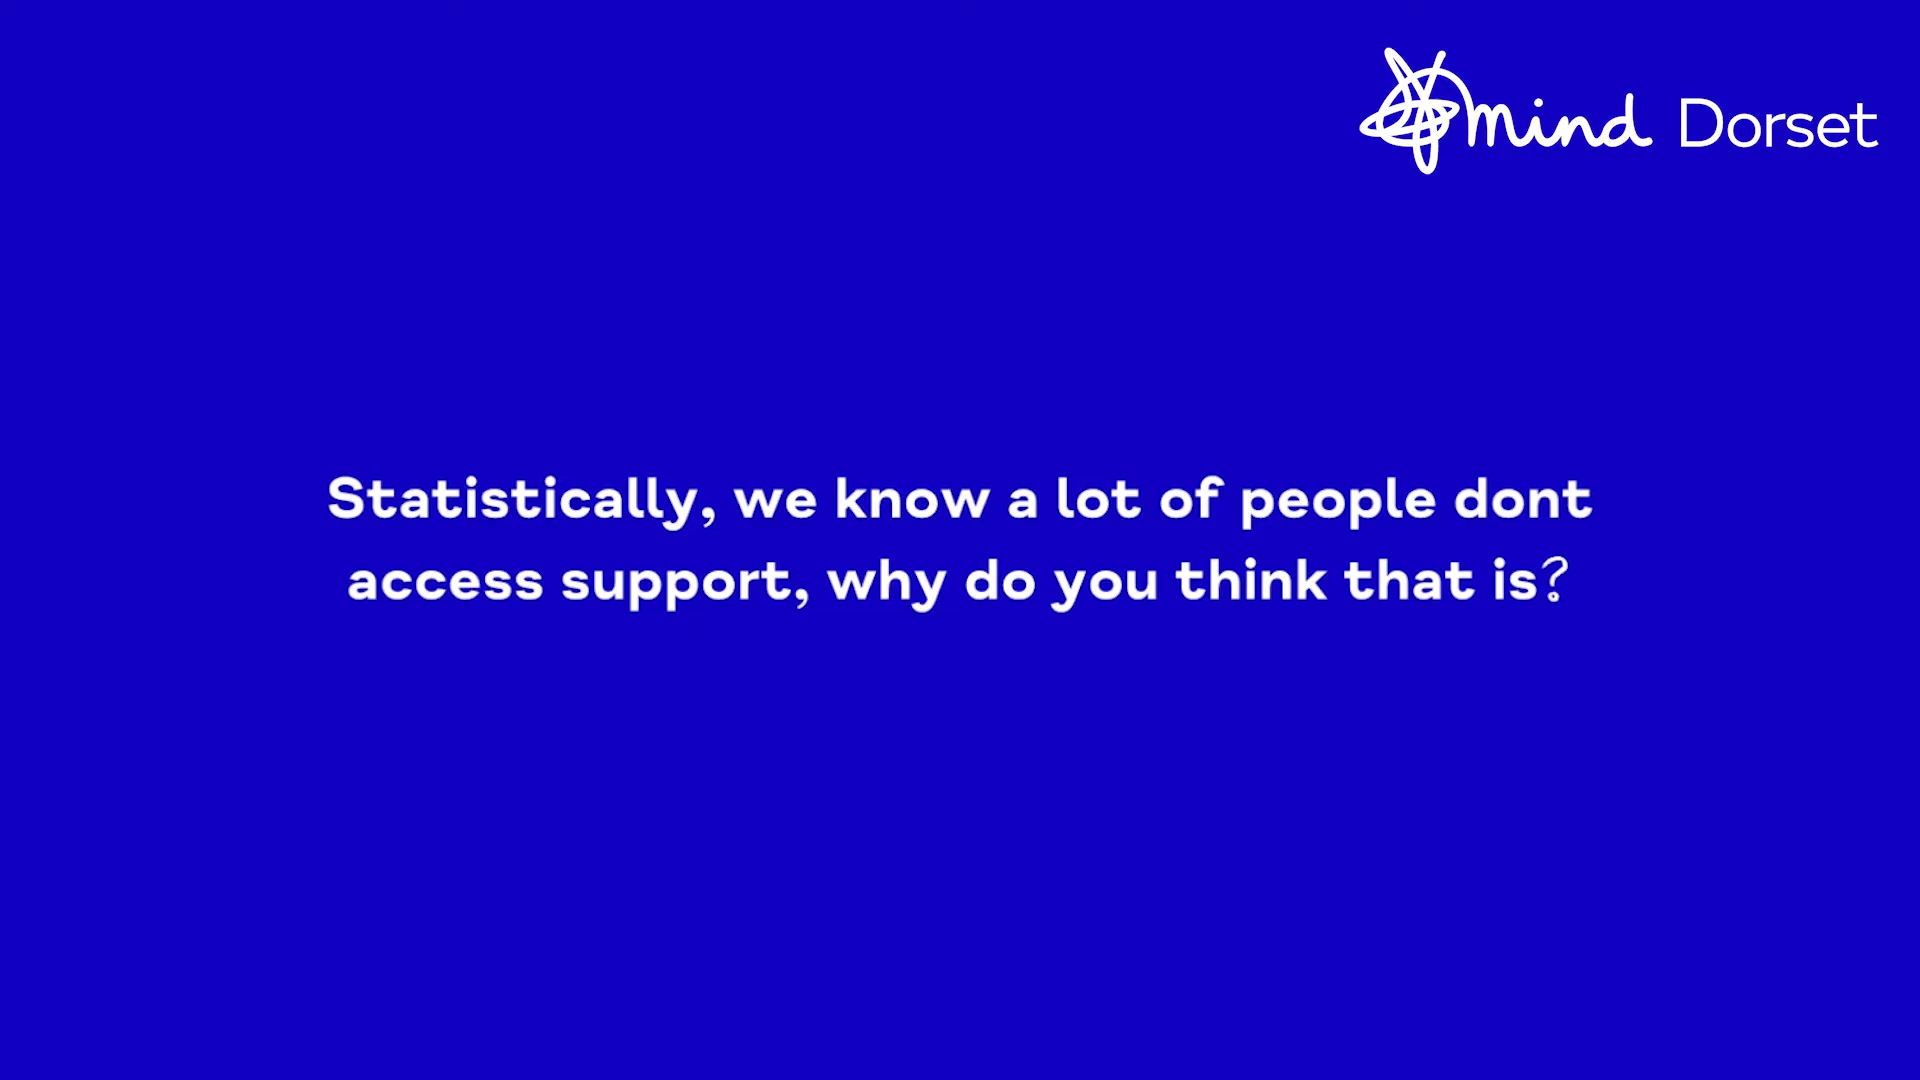 mind Dorset
Statistically, we know a lot of people dont
access support, why do you think that is?